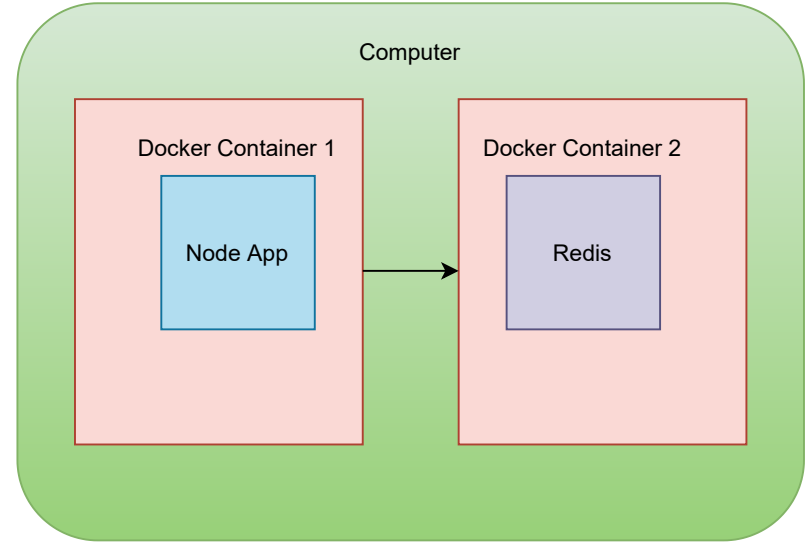 Computer
Docker Container 1
Docker Container 2
Node App
Redis